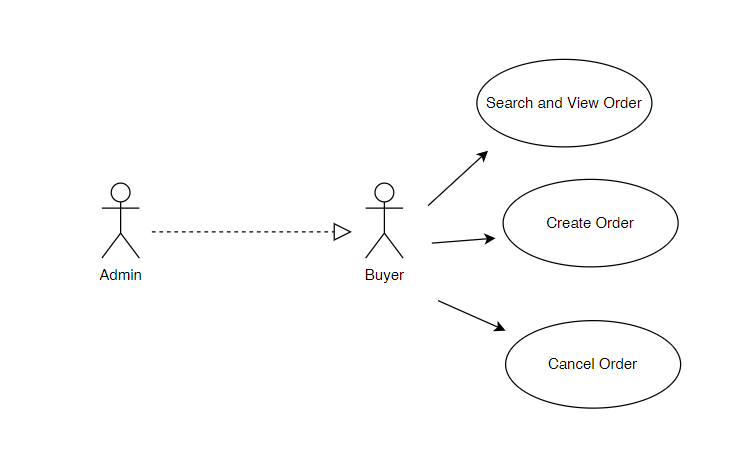 Search and View Order
Create Order
Admin
Buyer
Cancel Order